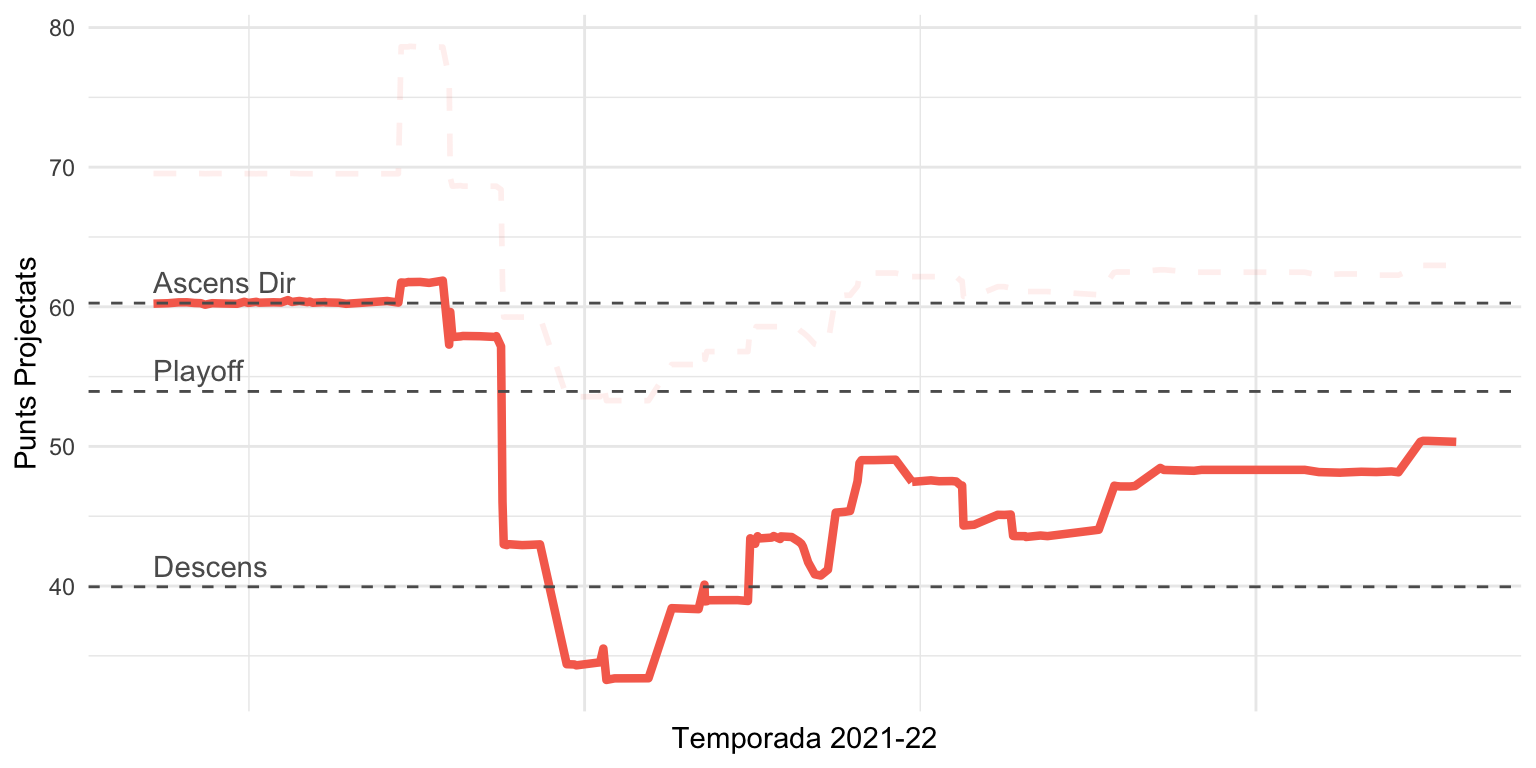 80
70
Ascens Dir
60
Playoff
50
Descens
40
Punts Projectats
Temporada 2021-22